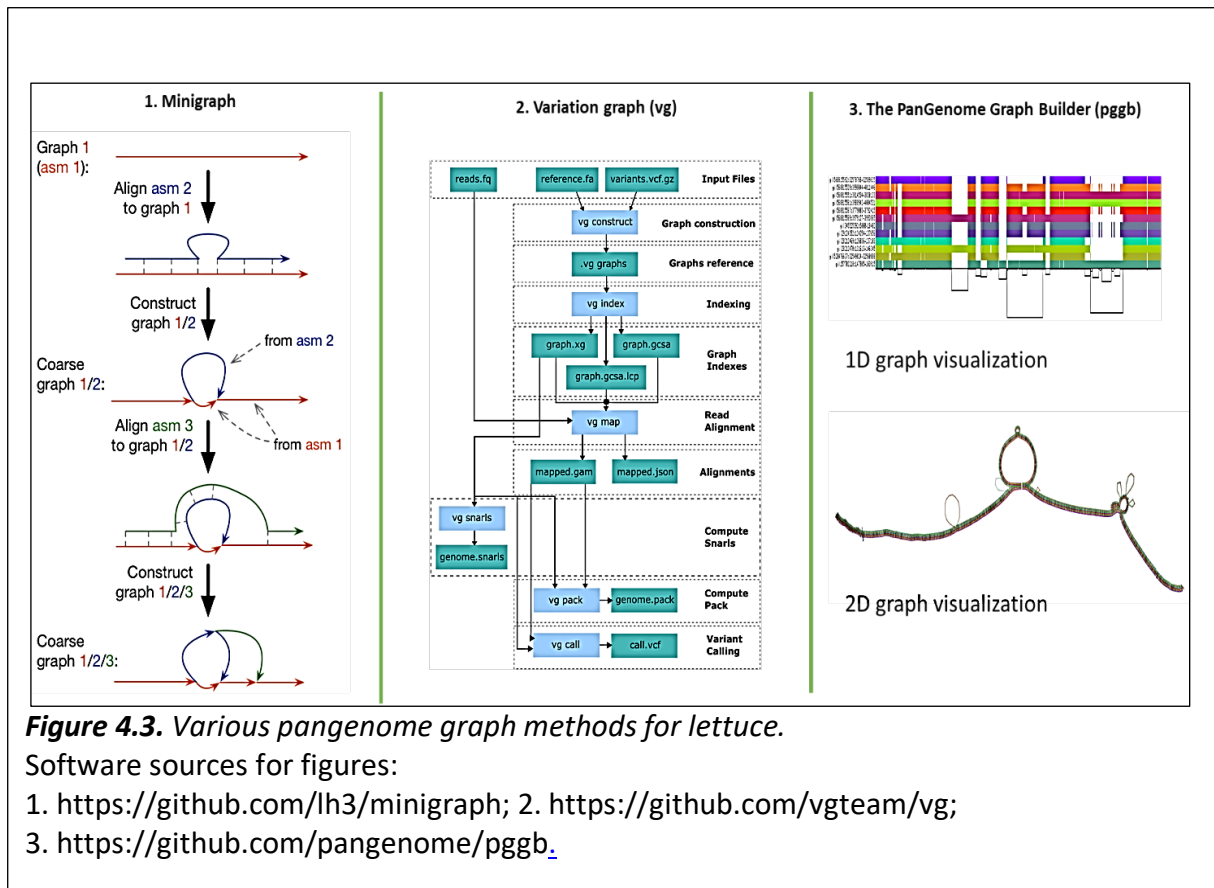 1. Minigraph
Graph 1
(asm 1):
Align asm 2
to graph 1
Construct
graph 1/2
from asm 2
Coarse
graph 1/2:
Align asm 3
to graph 1/2
from asm 1
Construct
graph 1/2/3
Coarse
graph 1/2/3:
2. Variation graph (vg)
reads.fq
reference.fa
variants.vcf.gz
Input Files
vg construct
Graph construction
.vg graphs
Graphs reference
vg index
Indexing
graph.xg
graph.gcsa
graph.gcsa.lcp
Graph
Indexes
vg map
Read
Alignment
mapped.gam
mapped.json
Alignments
vg snarls
genome.snarls
Compute
Snarls
vg pack
genome.pack
Compute
Pack
vg call
call.vcf
Variant
Calling
3. The PanGenome Graph Builder (pggb)
1D graph visualization
2D graph visualization
Figure 4.3. Various pangenome graph methods for lettuce.
Software sources for figures:
1. https://github.com/lh3/minigraph; 2. https://github.com/vgteam/vg;
3. https://github.com/pangenome/pggb.